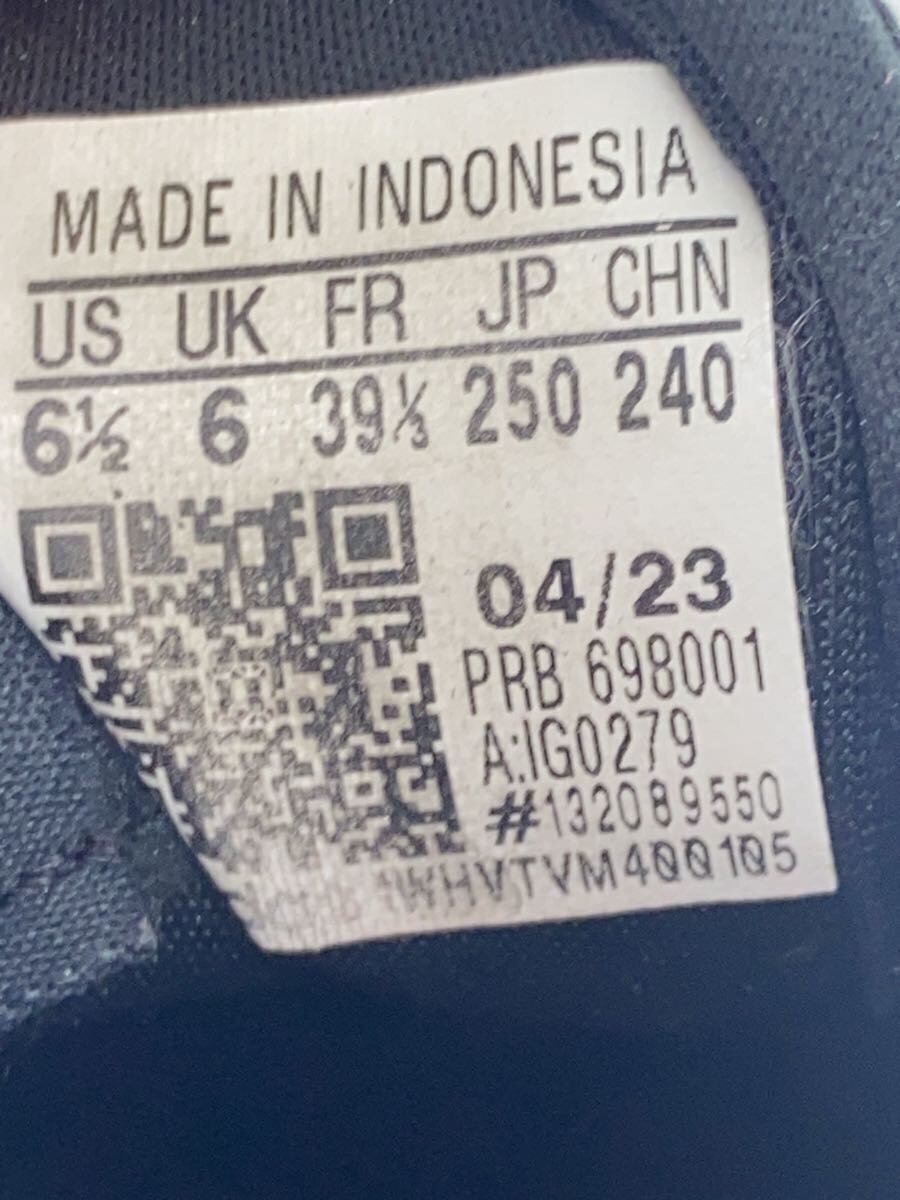 MADE IN INDONESIA
US UK FR JP CHN
6½ 6 39⅓ 250 240
04/23
PRB 698001
A:IG0279
#132089550
1WHVTVM400105